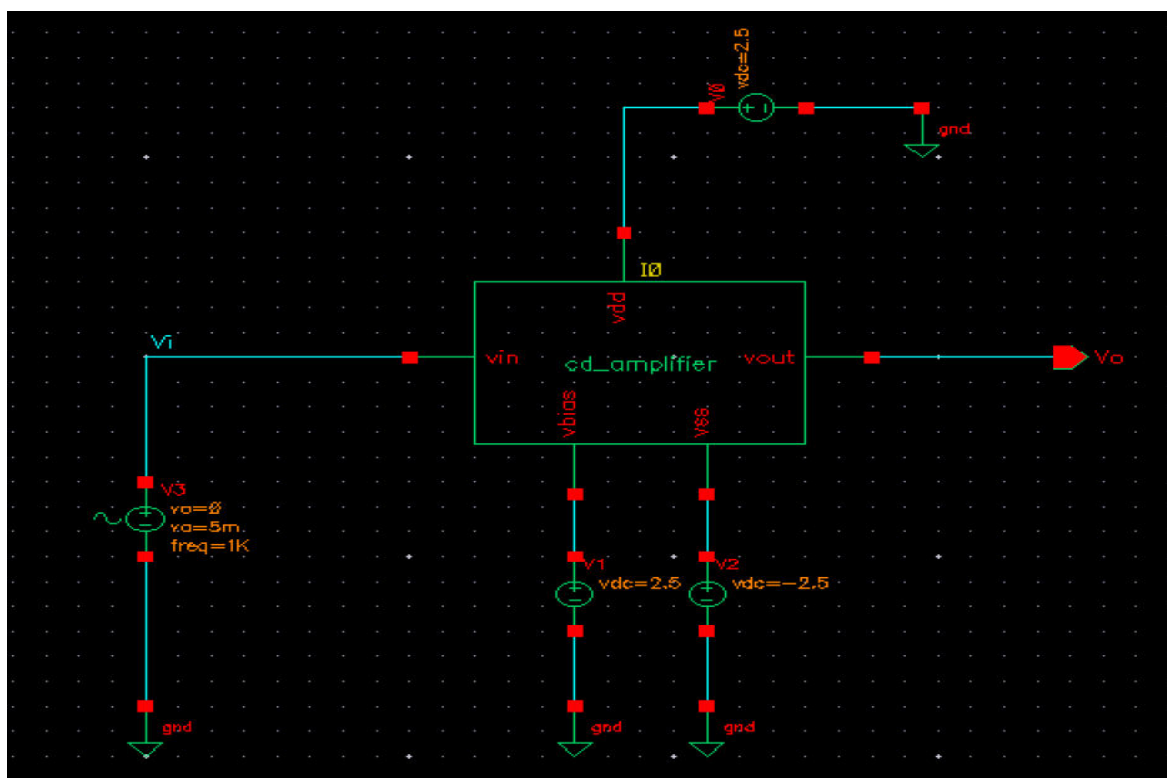 vdc=2.5
V0
gnd
I0
vdd
Vi
vin
cd_amplifier
vout
Vo
vbias
vss
V3
vo=0
va=5m
freq=1K
V1
vdc=2.5
V2
vdc=-2.5
gnd
gnd
gnd